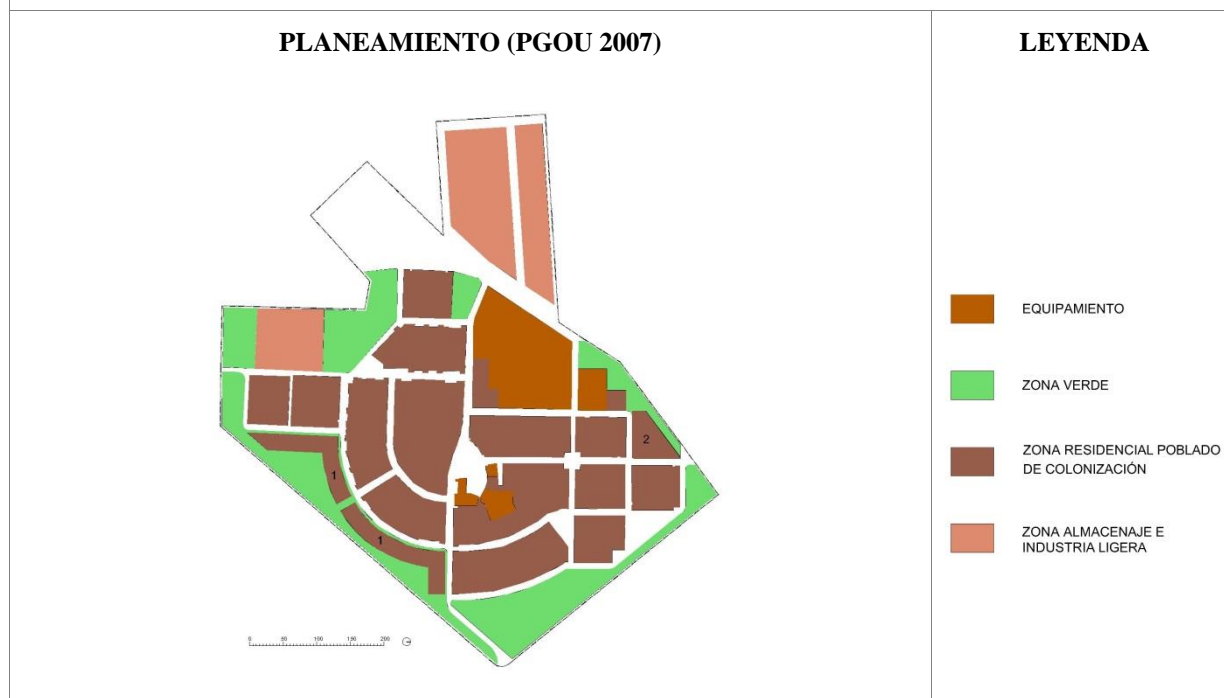 PLANEAMIENTO (PGOU 2007)
LEYENDA
EQUIPAMIENTO
ZONA VERDE
ZONA RESIDENCIAL POBLADO
DE COLONIZACIÓN
ZONA ALMACENAJE E
INDUSTRIA LIGERA
2
1
1
0 50 100 150 200